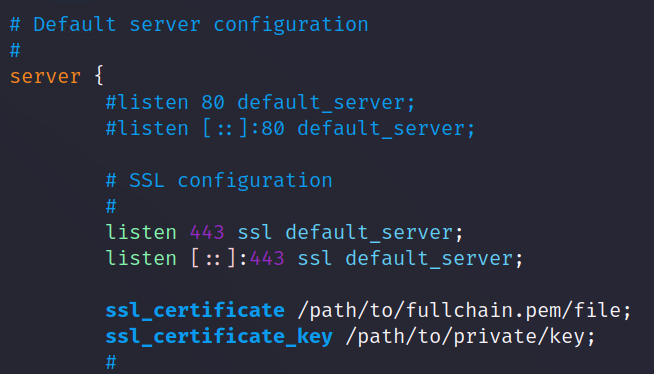 # Default server configuration
#
server {
#listen 80 default_server;
#listen [::]:80 default_server;
# SSL configuration
#
listen 443 ssl default_server;
listen [::]:443 ssl default_server;
ssl_certificate /path/to/fullchain.pem/file;
ssl_certificate_key /path/to/private/key;
#